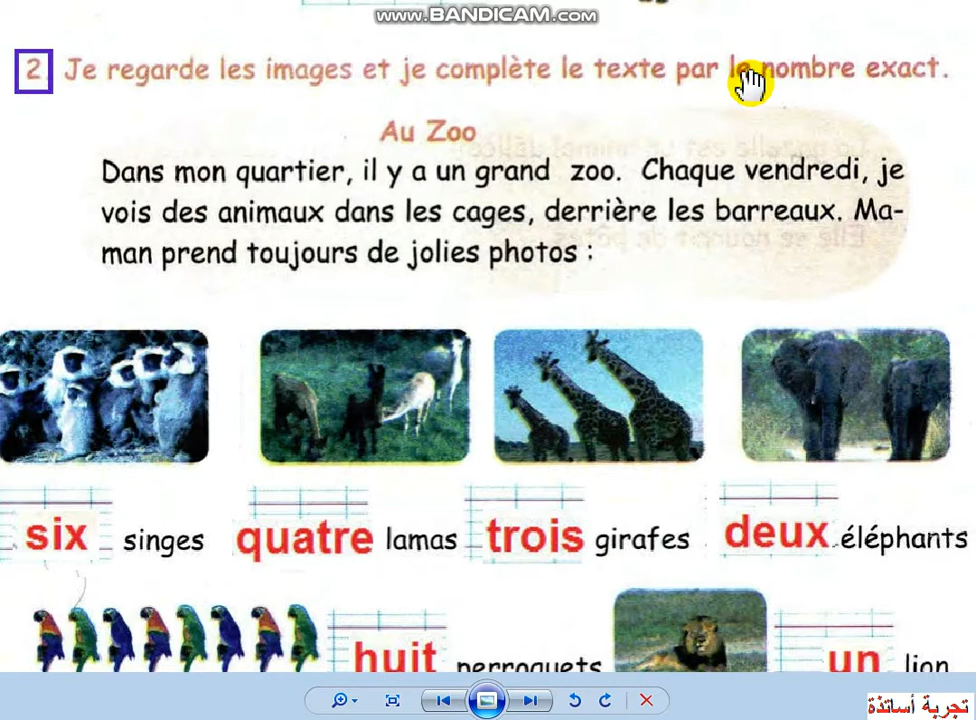 www.BANDICAM.com
2. Je regarde les images et je complète le texte par le nombre exact.
Au Zoo
Dans mon quartier, il y a un grand zoo. Chaque vendredi, je
vois des animaux dans les cages, derrière les barreaux. Ma-
man prend toujours de jolies photos :
six singes quatre lamas trois girafes deux éléphants
huit perroquets un lion
تجربة أساتذة